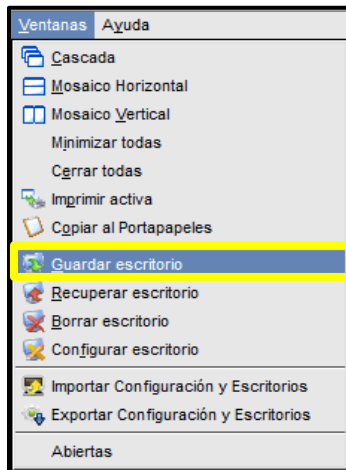 Ventanas Ayuda
Cascada
Mosaico Horizontal
Mosaico Vertical
Minimizar todas
Cerrar todas
Imprimir activa
Copiar al Portapapeles
Guardar escritorio
Recuperar escritorio
Borrar escritorio
Configurar escritorio
Importar Configuración y Escritorios
Exportar Configuración y Escritorios
Abiertas